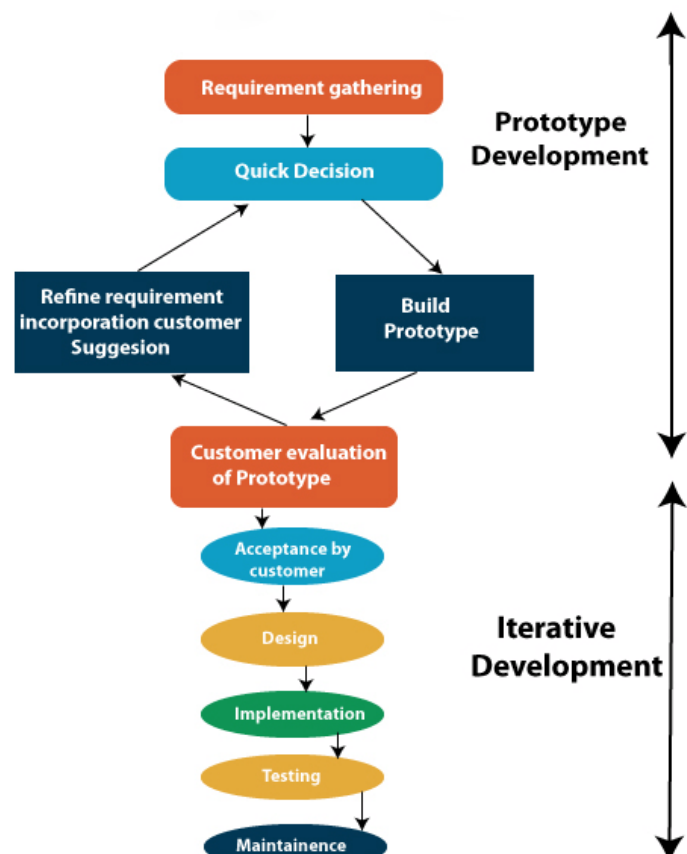 Requirement gathering
Prototype
Development
Quick Decision
Refine requirement
incorporation customer
Suggesion
Build
Prototype
Customer evaluation
of Prototype
Acceptance by
customer
Design
Iterative
Development
Implementation
Testing
Maintainence